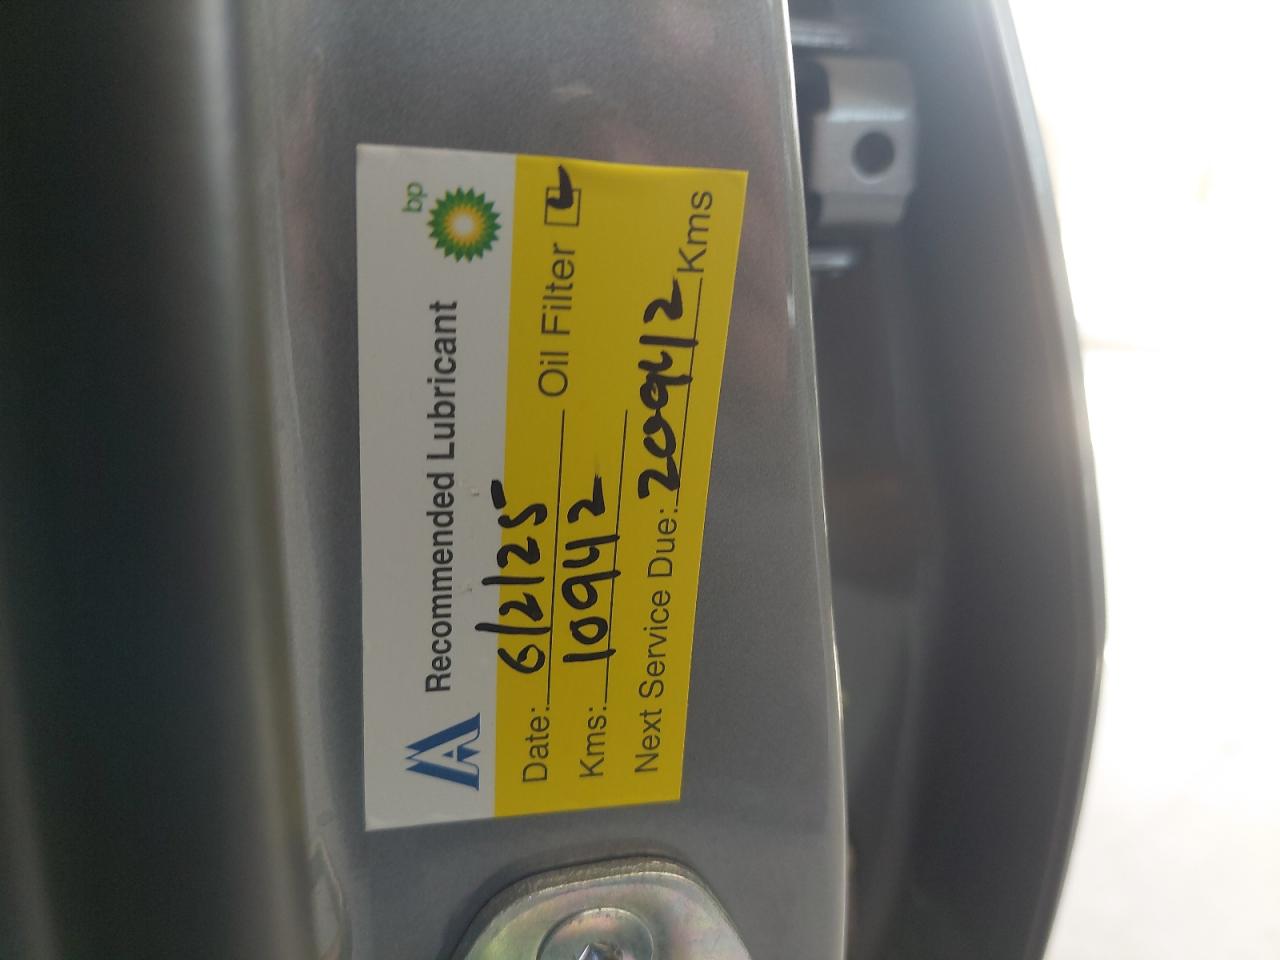 bp
Recommended Lubricant
Date: 6/2/25 Oil Filter
Kms: 10942
Next Service Due: 20942 Kms